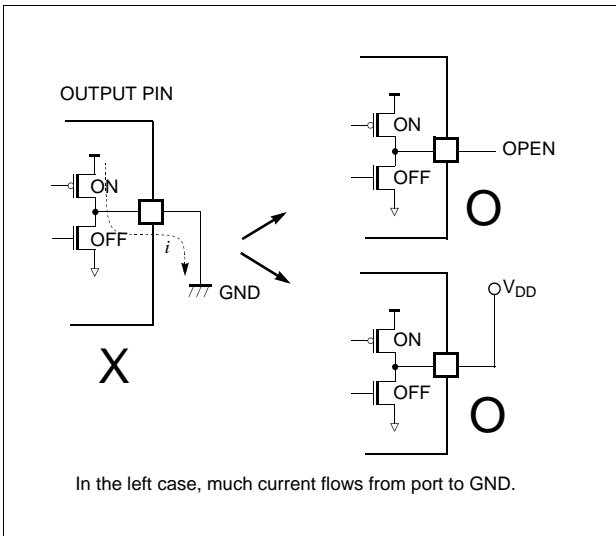 OUTPUT PIN
ON
OFF
i
GND
X
ON
OFF
OPEN
O
VDD
ON
OFF
O
In the left case, much current flows from port to GND.